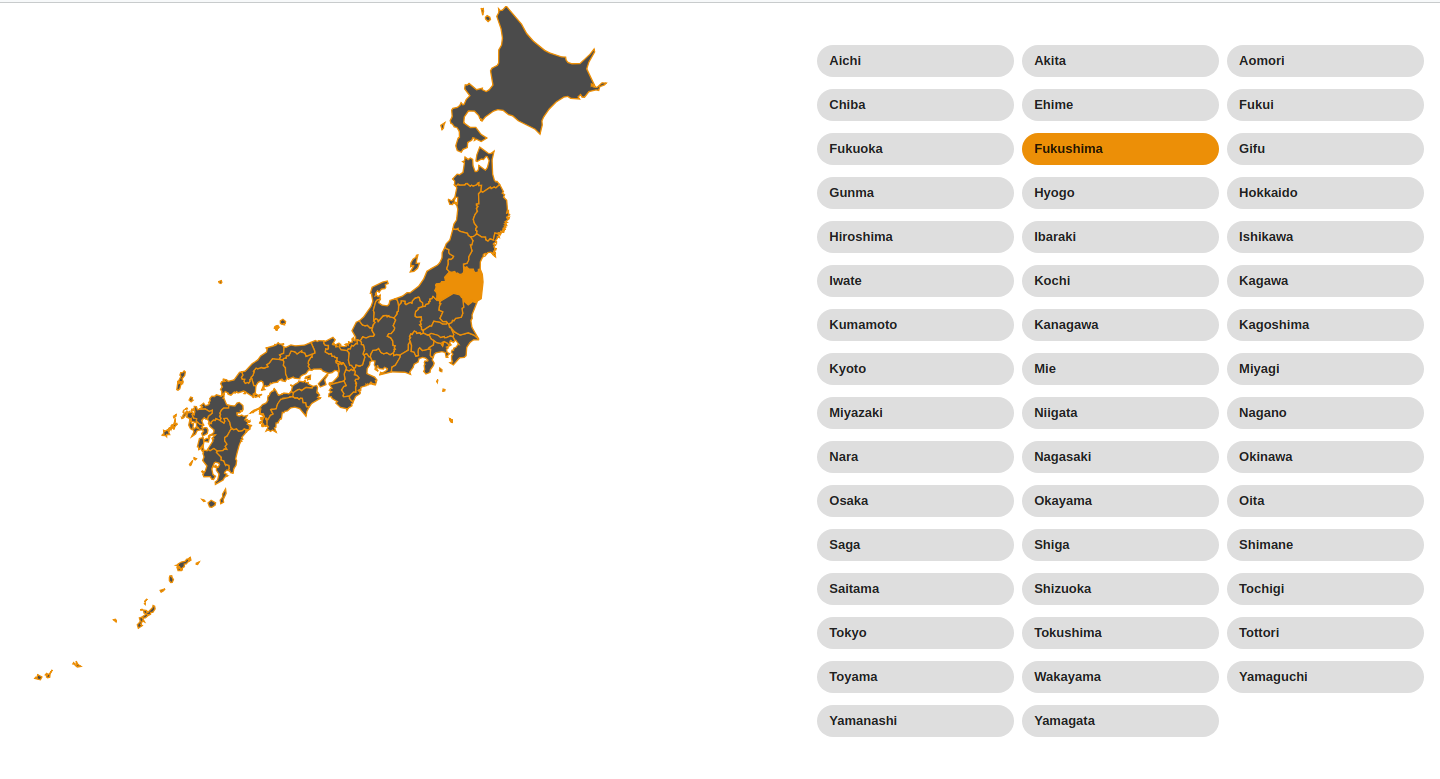 Aichi
Akita
Aomori
Chiba
Ehime
Fukui
Fukuoka
Fukushima
Gifu
Gunma
Hyogo
Hokkaido
Hiroshima
Ibaraki
Ishikawa
Iwate
Kochi
Kagawa
Kumamoto
Kanagawa
Kagoshima
Kyoto
Mie
Miyagi
Miyazaki
Niigata
Nagano
Nara
Nagasaki
Okinawa
Osaka
Okayama
Oita
Saga
Shiga
Shimane
Saitama
Shizuoka
Tochigi
Tokyo
Tokushima
Tottori
Toyama
Wakayama
Yamaguchi
Yamanashi
Yamagata